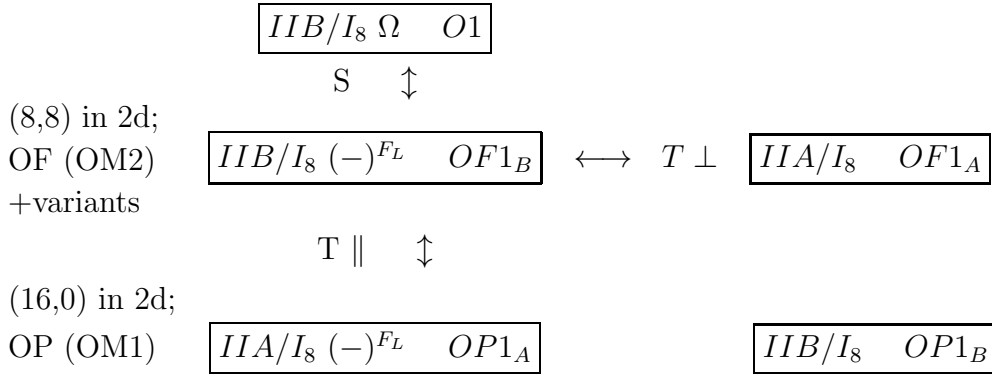 IIB/I₈ Ω O1
S ↕
(8,8) in 2d;
OF (OM2)
+variants
IIB/I₈ (−)^{F_L} OF1_B ⟷ T ⊥ IIA/I₈ OF1_A
T ∥ ↕
(16,0) in 2d;
OP (OM1) IIA/I₈ (−)^{F_L} OP1_A IIB/I₈ OP1_B